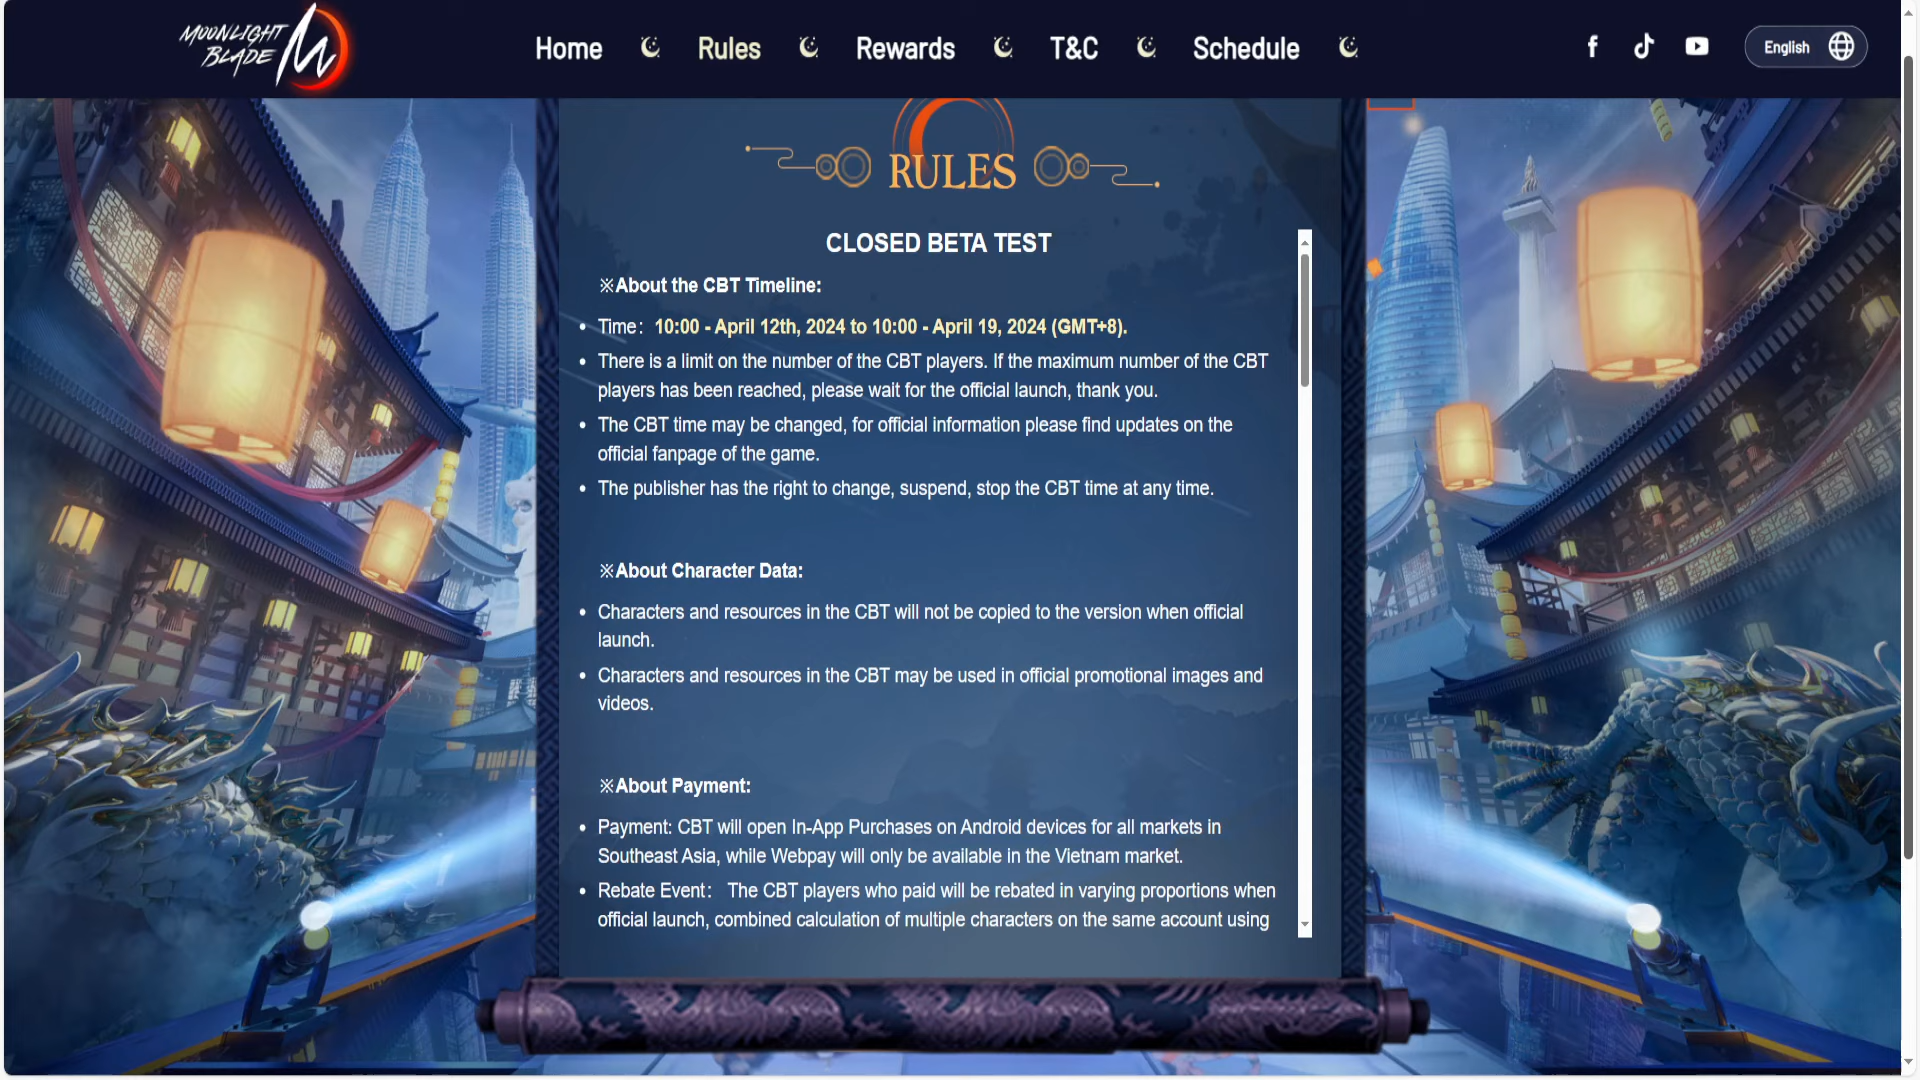 MOONLIGHT BLADE M
Home Rules Rewards T&C Schedule English
RULES
CLOSED BETA TEST
※About the CBT Timeline:
• Time： 10:00 - April 12th, 2024 to 10:00 - April 19, 2024 (GMT+8).
• There is a limit on the number of the CBT players. If the maximum number of the CBT
players has been reached, please wait for the official launch, thank you.
• The CBT time may be changed, for official information please find updates on the
official fanpage of the game.
• The publisher has the right to change, suspend, stop the CBT time at any time.
※About Character Data:
• Characters and resources in the CBT will not be copied to the version when official
launch.
• Characters and resources in the CBT may be used in official promotional images and
videos.
※About Payment:
• Payment: CBT will open In-App Purchases on Android devices for all markets in
Southeast Asia, while Webpay will only be available in the Vietnam market.
• Rebate Event： The CBT players who paid will be rebated in varying proportions when
official launch, combined calculation of multiple characters on the same account using